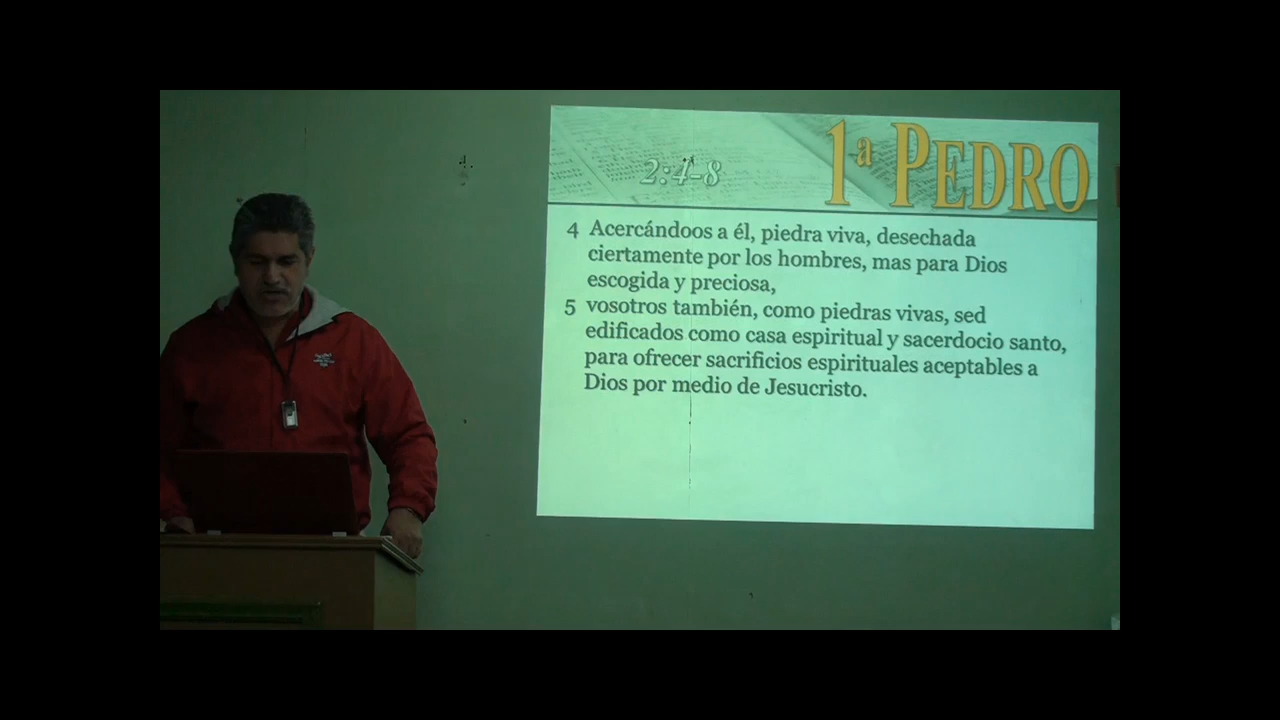 2:4-8
1a PEDRO
4 Acercándoos a él, piedra viva, desechada
ciertamente por los hombres, mas para Dios
escogida y preciosa,
5 vosotros también, como piedras vivas, sed
edificados como casa espiritual y sacerdocio santo,
para ofrecer sacrificios espirituales aceptables a
Dios por medio de Jesucristo.